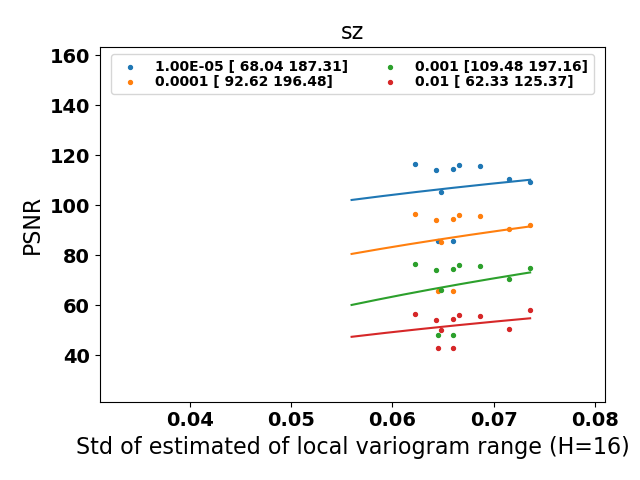 sz
160
140
120
100
80
60
40
PSNR
1.00E-05 [ 68.04 187.31]
0.0001 [ 92.62 196.48]
0.001 [109.48 197.16]
0.01 [ 62.33 125.37]
0.04 0.05 0.06 0.07 0.08
Std of estimated of local variogram range (H=16)